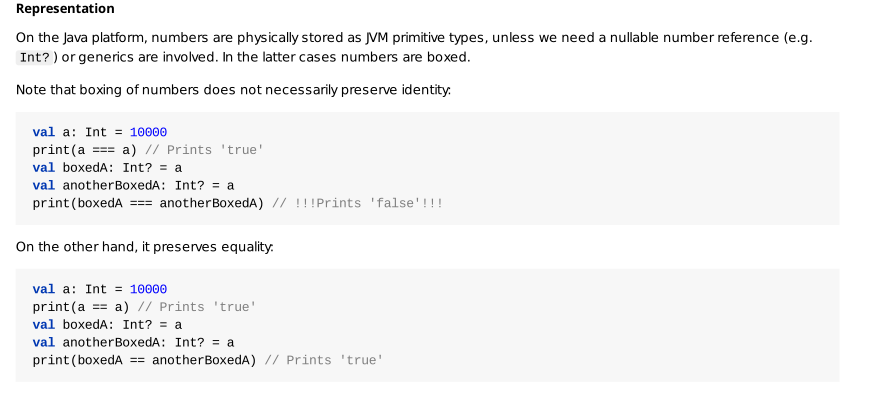 Representation
On the Java platform, numbers are physically stored as JVM primitive types, unless we need a nullable number reference (e.g.
Int? ) or generics are involved. In the latter cases numbers are boxed.
Note that boxing of numbers does not necessarily preserve identity:
val a: Int = 10000
print(a === a) // Prints 'true'
val boxedA: Int? = a
val anotherBoxedA: Int? = a
print(boxedA === anotherBoxedA) // !!!Prints 'false'!!!
On the other hand, it preserves equality:
val a: Int = 10000
print(a == a) // Prints 'true'
val boxedA: Int? = a
val anotherBoxedA: Int? = a
print(boxedA == anotherBoxedA) // Prints 'true'